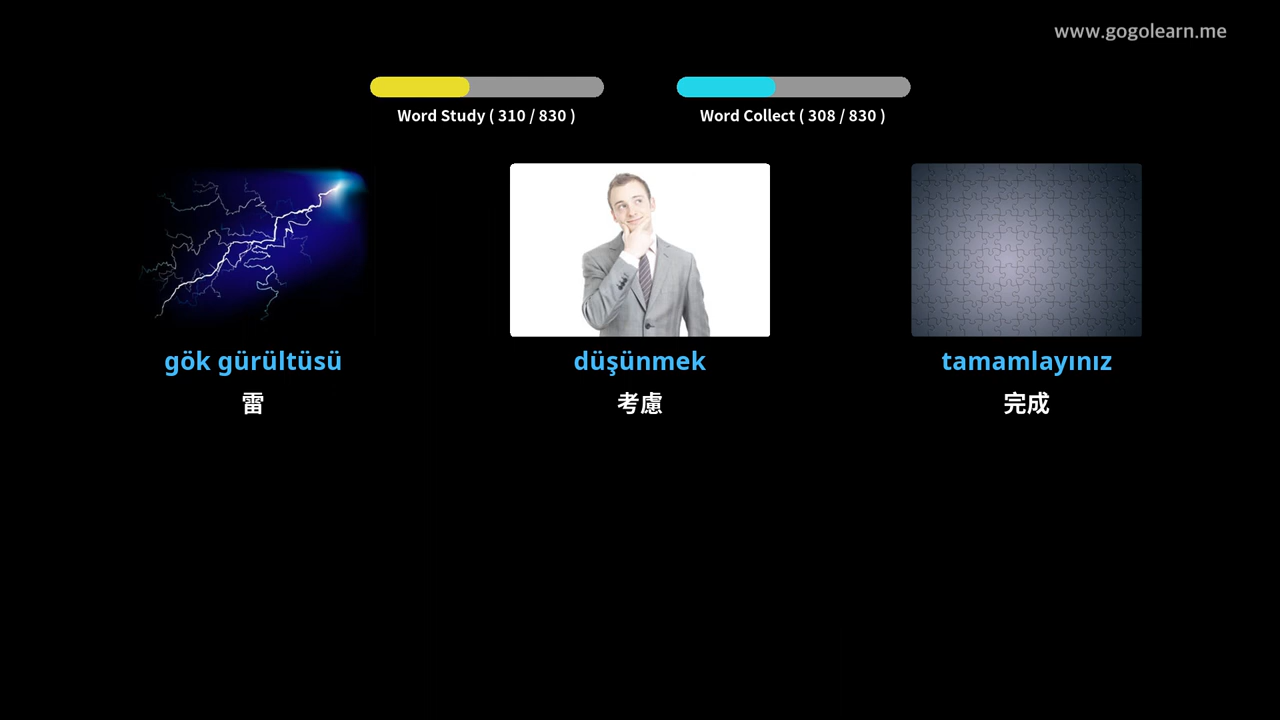 www.gogolearn.me
Word Study ( 310 / 830 )
Word Collect ( 308 / 830 )
gök gürültüsü
雷
düşünmek
考慮
tamamlayınız
完成